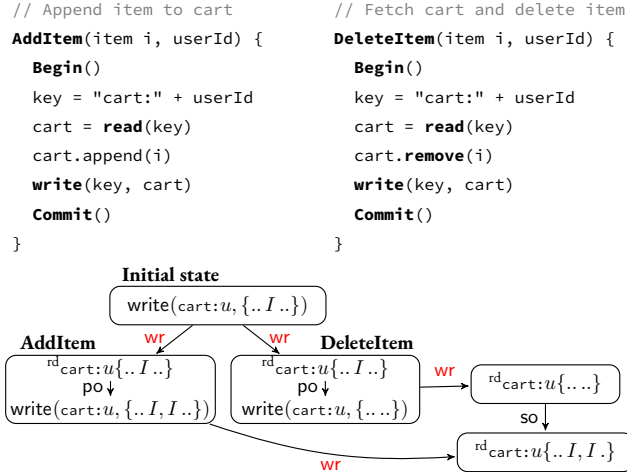 // Append item to cart
AddItem(item i, userId) {
Begin()
key = "cart:" + userId
cart = read(key)
cart.append(i)
write(key, cart)
Commit()
}
// Fetch cart and delete item
DeleteItem(item i, userId) {
Begin()
key = "cart:" + userId
cart = read(key)
cart.remove(i)
write(key, cart)
Commit()
}
Initial state
write(cart:u, {.. I ..})
wr
wr
AddItem
rd cart:u{.. I ..}
po
write(cart:u, {.. I, I ..})
DeleteItem
rd cart:u{.. I ..}
po
write(cart:u, {.. ..})
wr
rd cart:u{.. ..}
so
rd cart:u{.. I, I .}
wr